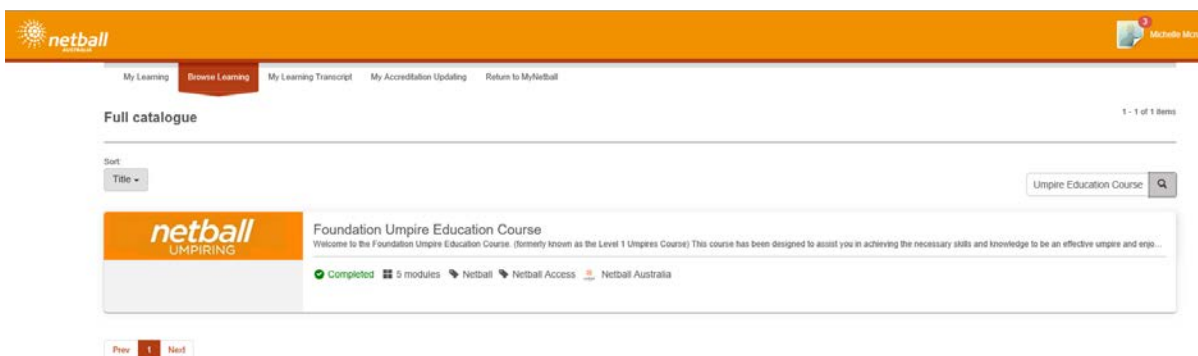 netball
AUSTRALIA
3
Michelle Mcn
My Learning Browse Learning My Learning Transcript My Accreditation Updating Return to MyNetball
Full catalogue
1 - 1 of 1 items
Sort:
Title
Umpire Education Course
netball
UMPIRING
Foundation Umpire Education Course
Welcome to the Foundation Umpire Education Course. (formerly known as the Level 1 Umpires Course) This course has been designed to assist you in achieving the necessary skills and knowledge to be an effective umpire and enjo...
Completed 5 modules Netball Netball Access Netball Australia
Prev 1 Next